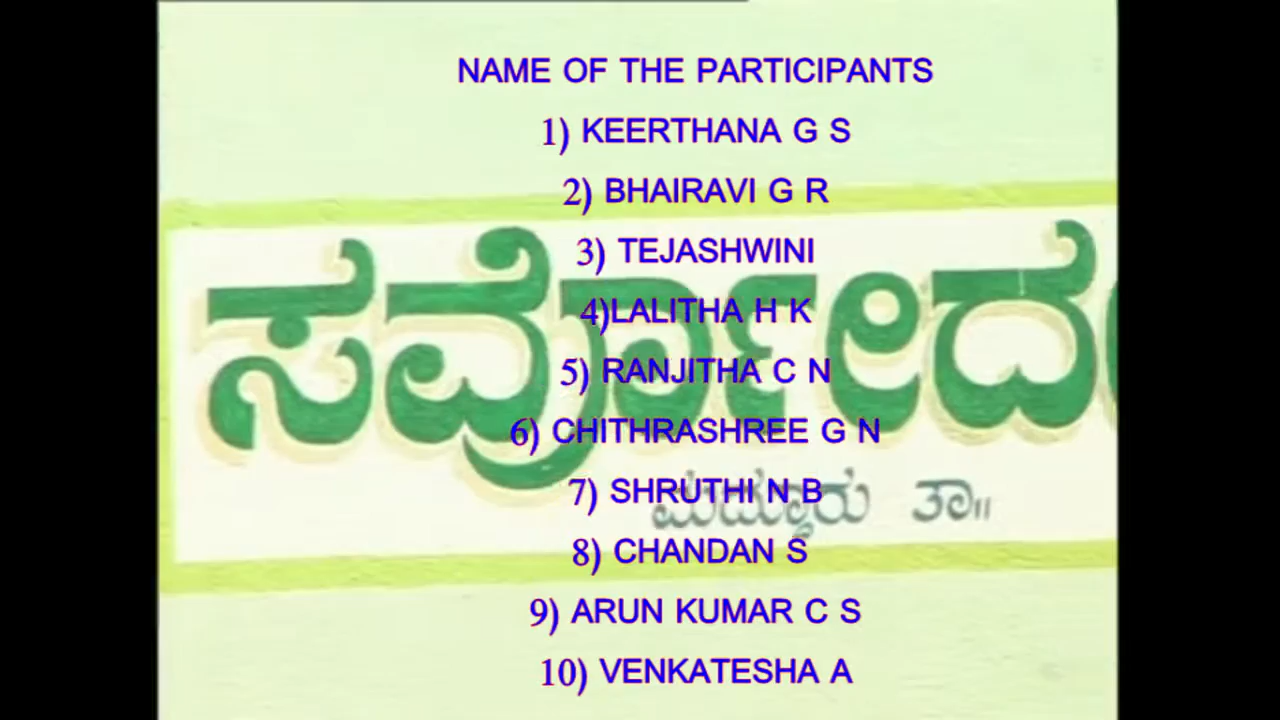 NAME OF THE PARTICIPANTS
1) KEERTHANA G S
2) BHAIRAVI G R
3) TEJASHWINI
4)LALITHA H K
5) RANJITHA C N
6) CHITHRASHREE G N
7) SHRUTHI N B
8) CHANDAN S
9) ARUN KUMAR C S
10) VENKATESHA A
ಮದ್ದೂರು ತಾ॥